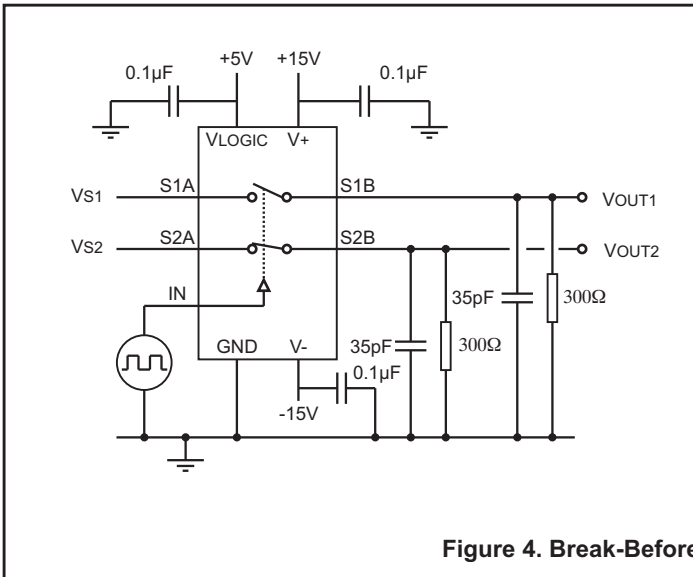 +5V +15V
0.1µF 0.1µF
VLOGIC V+
VS1 S1A S1B VOUT1
VS2 S2A S2B VOUT2
IN
35pF 300Ω
GND V- 35pF 300Ω
0.1µF
-15V
Figure 4. Break-Before